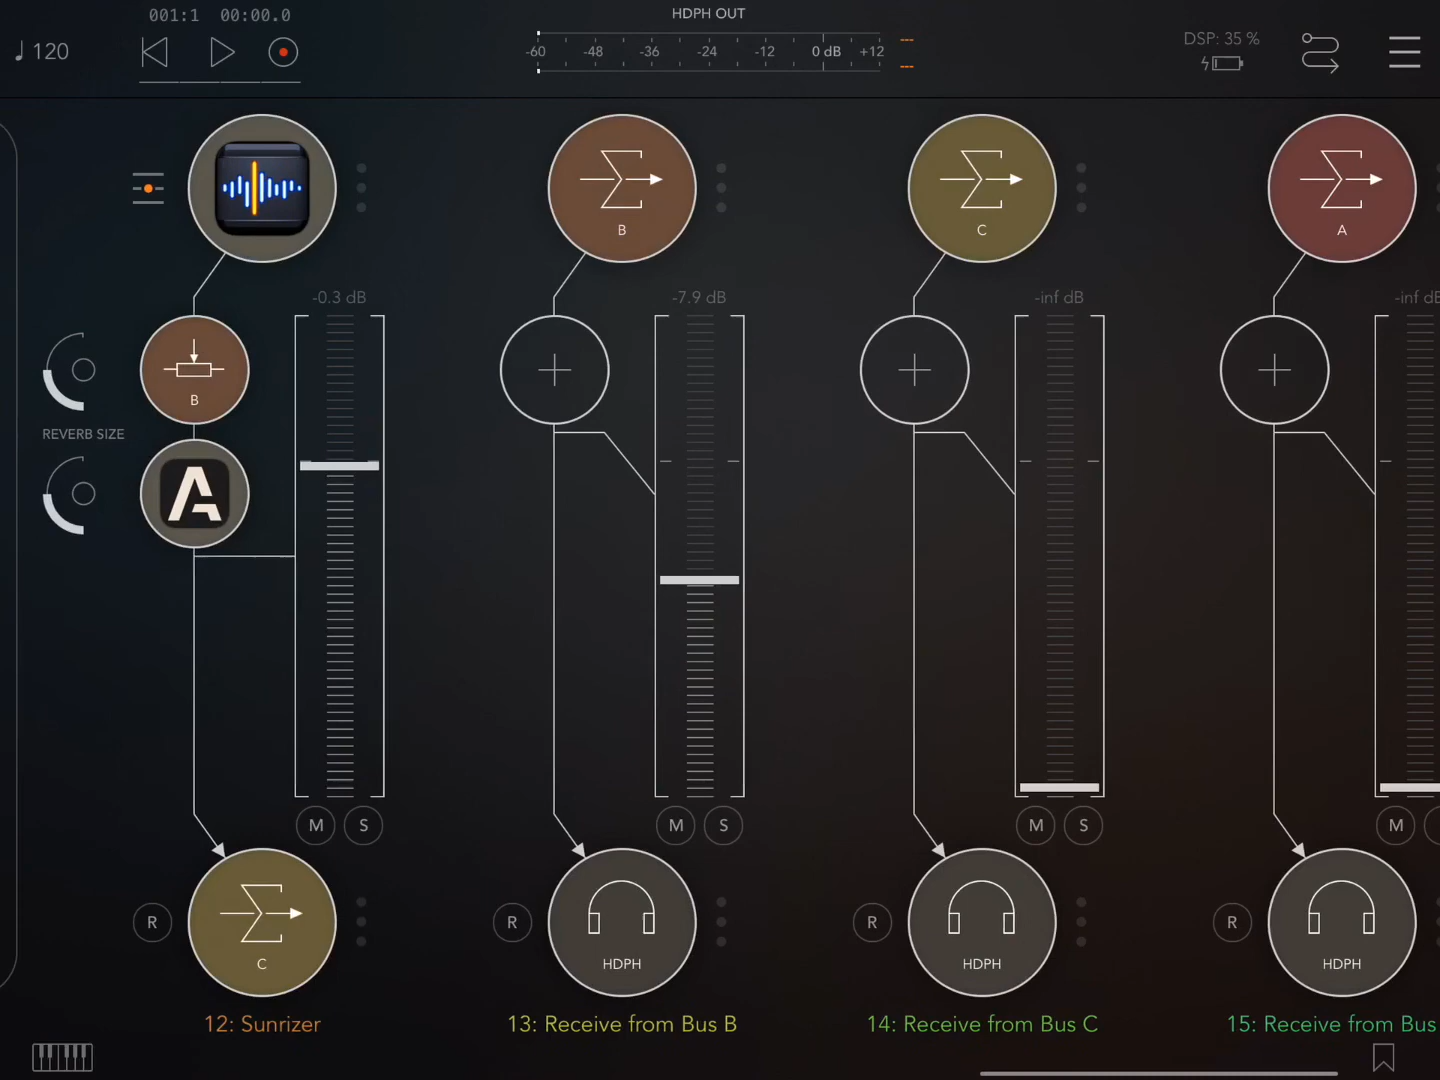 001:1 00:00.0
♩120
HDPH OUT
-60 -48 -36 -24 -12 0 dB +12
--- 
---
DSP: 35 %
B
C
A
-0.3 dB
-7.9 dB
-inf dB
-inf dB
B
REVERB SIZE
A
M S
M S
M S
M
R
C
R
HDPH
R
HDPH
R
HDPH
12: Sunrizer
13: Receive from Bus B
14: Receive from Bus C
15: Receive from Bus